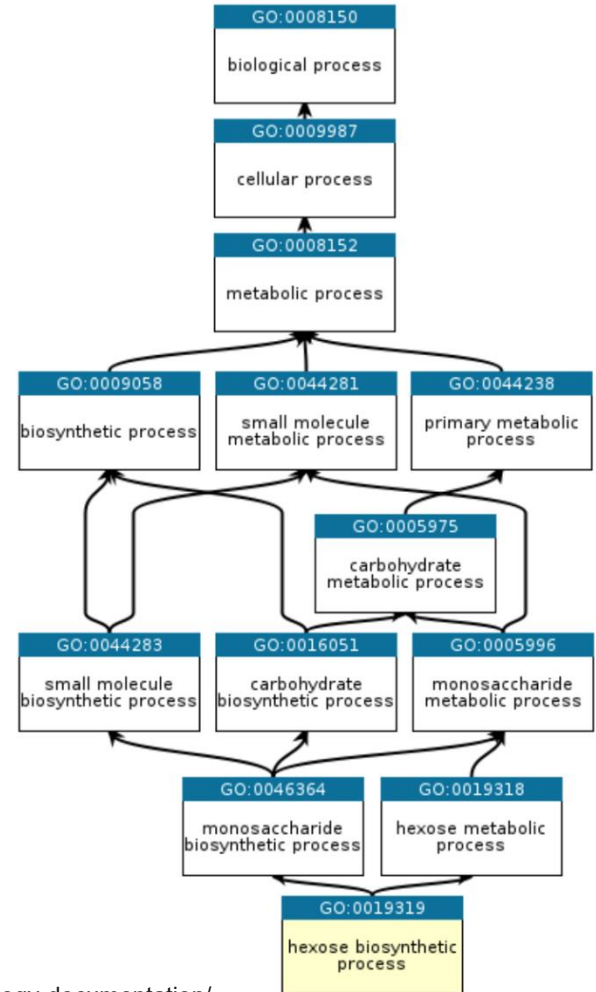 GO:0008150
biological process
GO:0009987
cellular process
GO:0008152
metabolic process
GO:0009058
biosynthetic process
GO:0044281
small molecule
metabolic process
GO:0044238
primary metabolic
process
GO:0005975
carbohydrate
metabolic process
GO:0044283
small molecule
biosynthetic process
GO:0016051
carbohydrate
biosynthetic process
GO:0005996
monosaccharide
metabolic process
GO:0046364
monosaccharide
biosynthetic process
GO:0019318
hexose metabolic
process
GO:0019319
hexose biosynthetic
process